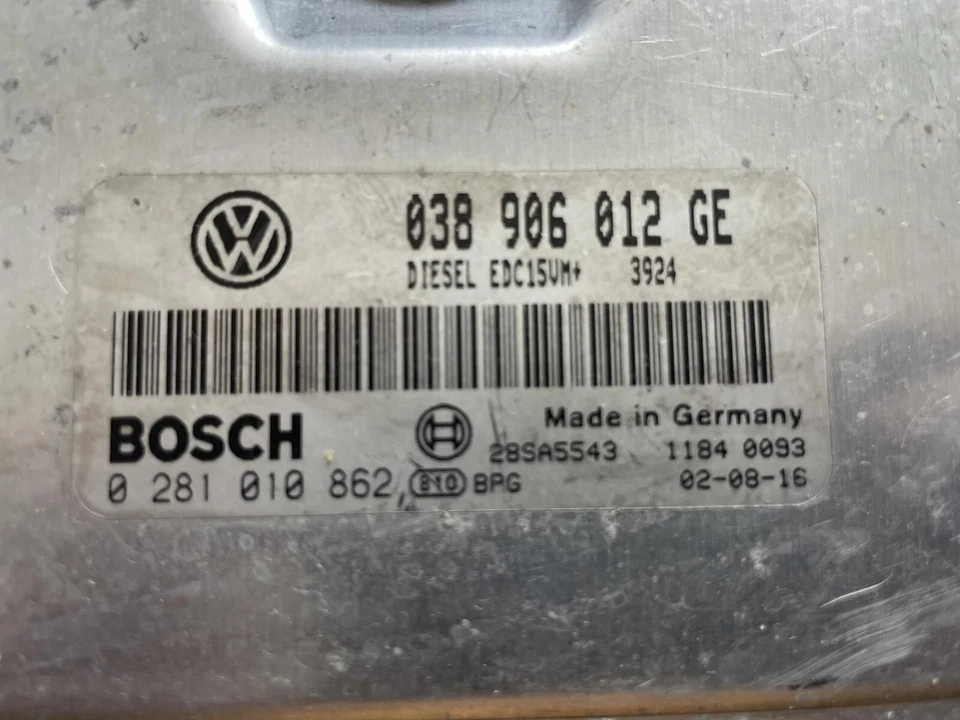 038 906 012 GE
DIESEL EDC15VM+ 3924
BOSCH
Made in Germany
28SA5543 1184 0093
0 281 010 862, BPG 02-08-16